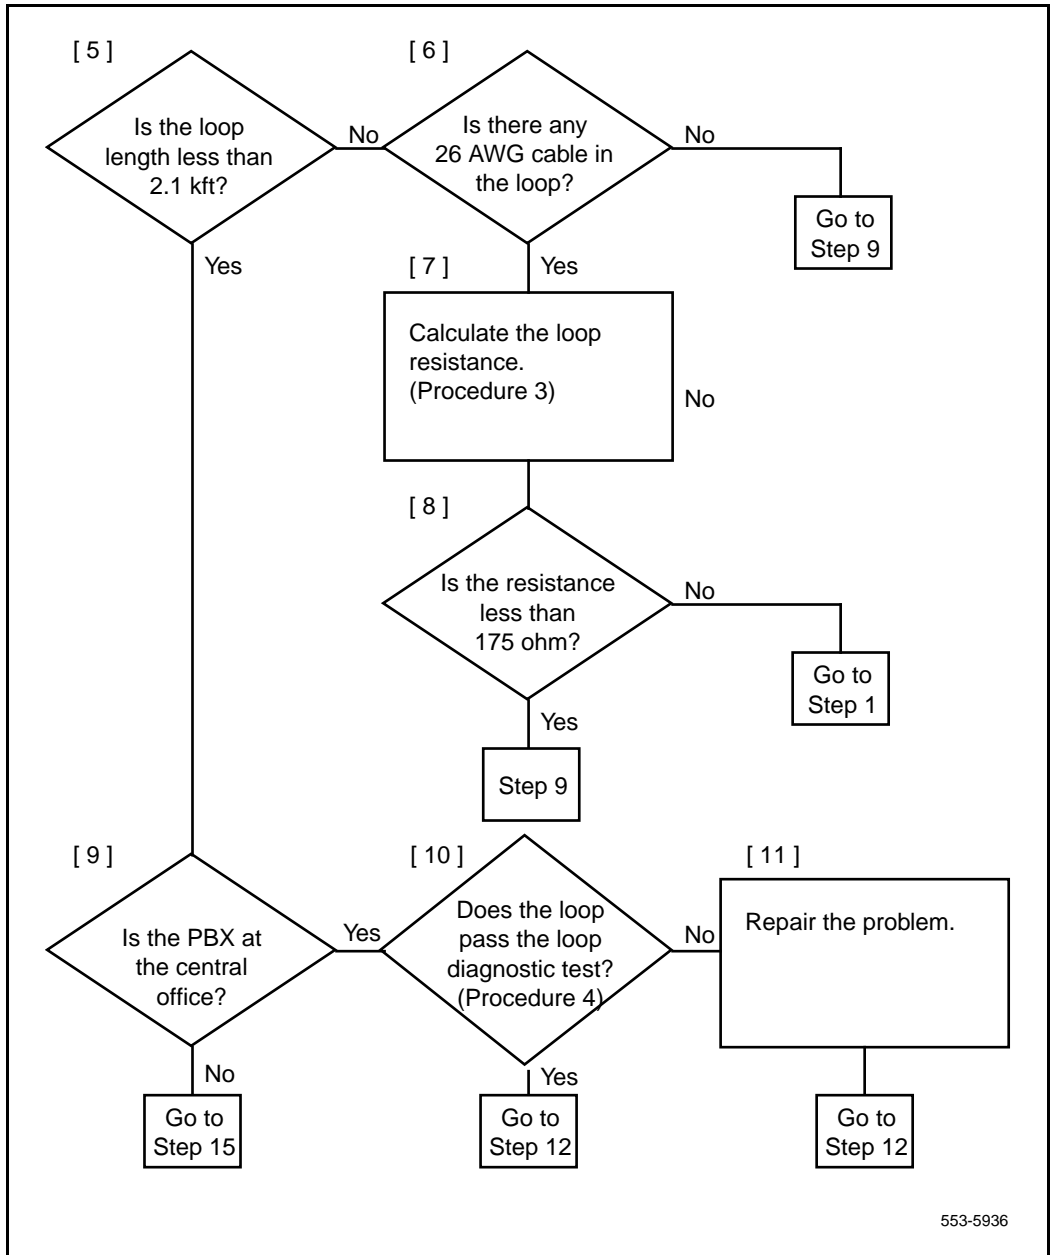 [ 5 ]
Is the loop
length less than
2.1 kft?
No
Yes
[ 6 ]
Is there any
26 AWG cable in
the loop?
No
Go to
Step 9
Yes
[ 7 ]
Calculate the loop
resistance.
(Procedure 3)
No
[ 8 ]
Is the resistance
less than
175 ohm?
No
Go to
Step 1
Yes
Step 9
[ 9 ]
Is the PBX at
the central
office?
Yes
No
Go to
Step 15
[ 10 ]
Does the loop
pass the loop
diagnostic test?
(Procedure 4)
No
Yes
Go to
Step 12
[ 11 ]
Repair the problem.
Go to
Step 12
553-5936